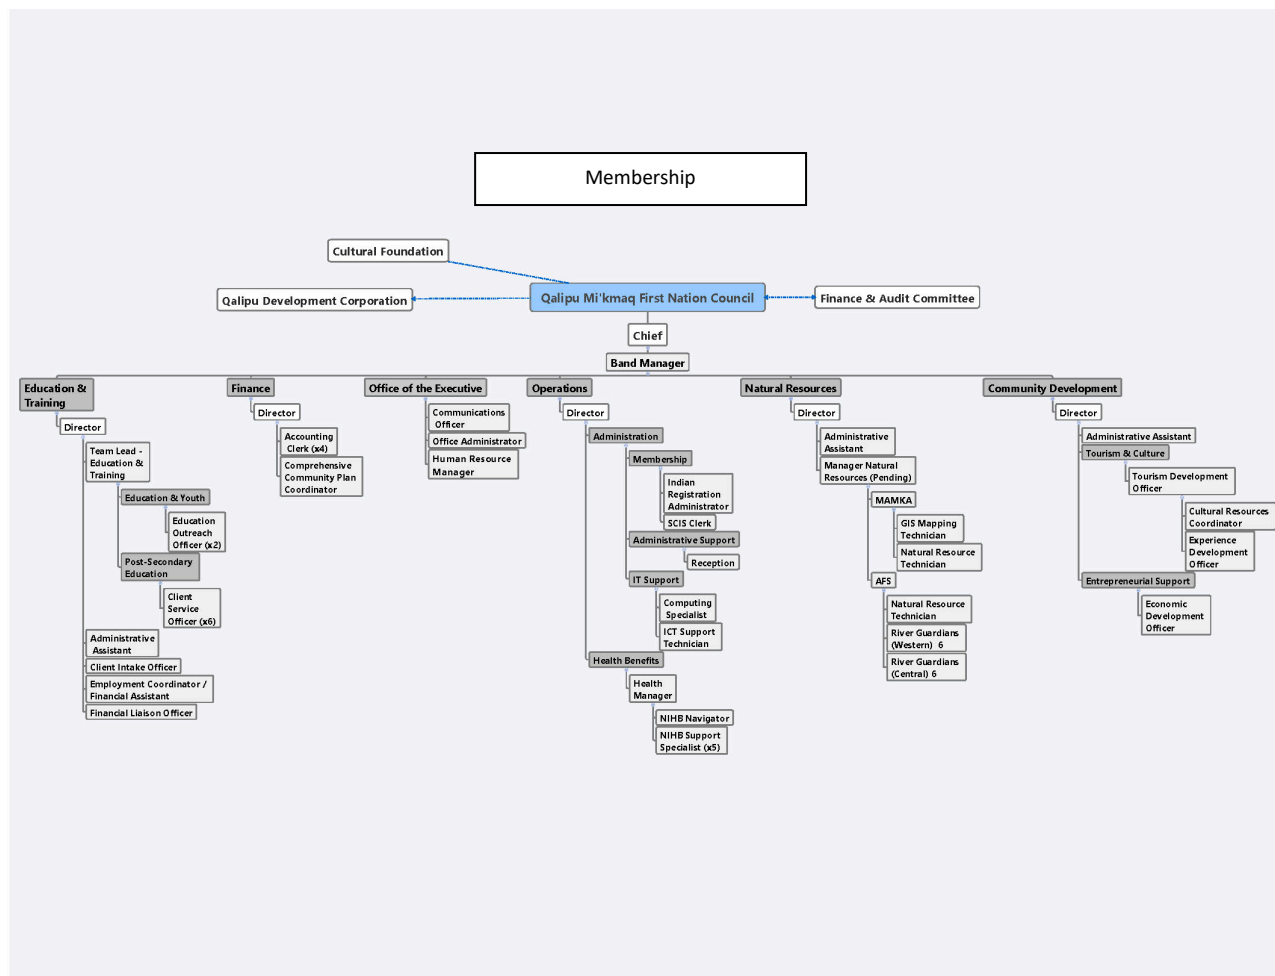 Membership
Cultural Foundation
Qalipu Development Corporation
Qalipu Mi'kmaq First Nation Council
Finance & Audit Committee
Chief
Band Manager
Education &
Training
Director
Team Lead -
Education &
Training
Education & Youth
Education
Outreach
Officer (x2)
Post-Secondary
Education
Client
Service
Officer (x6)
Administrative
Assistant
Client Intake Officer
Employment Coordinator /
Financial Assistant
Financial Liaison Officer
Finance
Director
Accounting
Clerk (x4)
Comprehensive
Community Plan
Coordinator
Office of the Executive
Communications
Officer
Office Administrator
Human Resource
Manager
Operations
Director
Administration
Membership
Indian
Registration
Administrator
SCIS Clerk
Administrative Support
Reception
IT Support
Computing
Specialist
ICT Support
Technician
Health Benefits
Health
Manager
NIHB Navigator
NIHB Support
Specialist (x5)
Natural Resources
Director
Administrative
Assistant
Manager Natural
Resources (Pending)
MAMKA
GIS Mapping
Technician
Natural Resource
Technician
AFS
Natural Resource
Technician
River Guardians
(Western) 6
River Guardians
(Central) 6
Community Development
Director
Administrative Assistant
Tourism & Culture
Tourism Development
Officer
Cultural Resources
Coordinator
Experience
Development
Officer
Entrepreneurial Support
Economic
Development
Officer